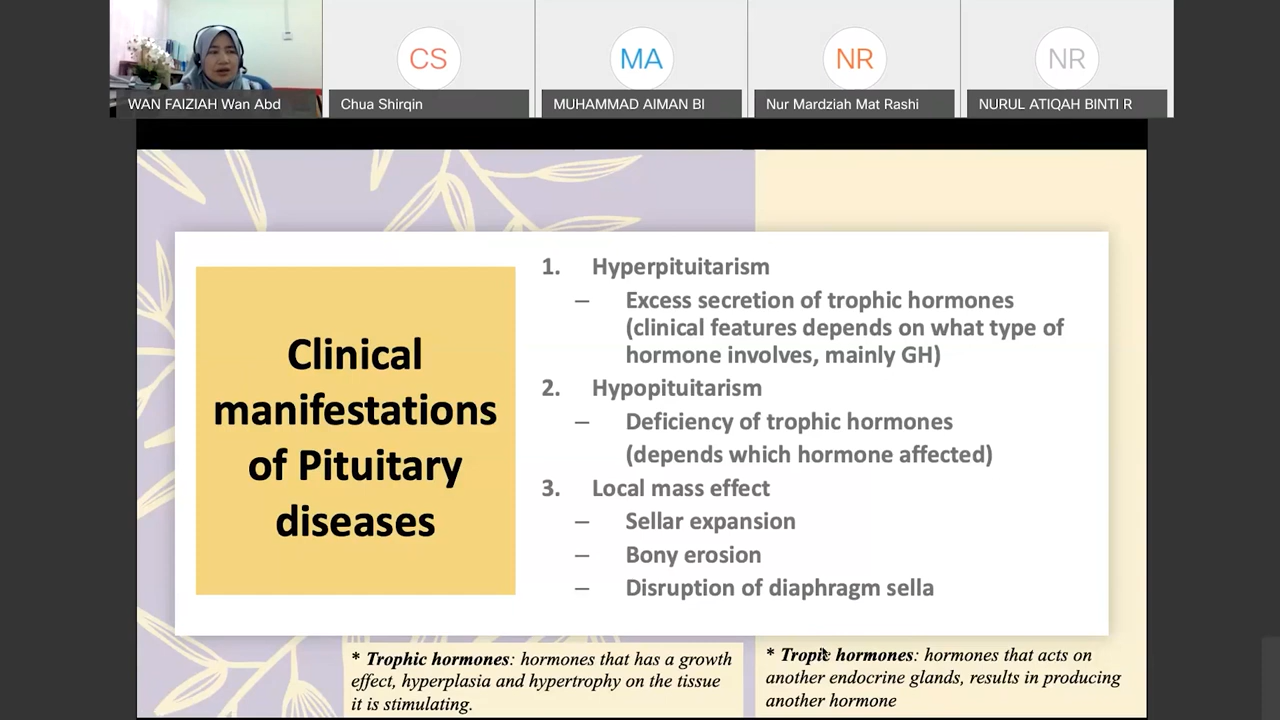 CS
MA
NR
NR
WAN FAIZIAH Wan Abd
Chua Shirqin
MUHAMMAD AIMAN BI
Nur Mardziah Mat Rashi
NURUL ATIQAH BINTI R
Clinical
manifestations
of Pituitary
diseases
1. Hyperpituitarism
– Excess secretion of trophic hormones
(clinical features depends on what type of
hormone involves, mainly GH)
2. Hypopituitarism
– Deficiency of trophic hormones
(depends which hormone affected)
3. Local mass effect
– Sellar expansion
– Bony erosion
– Disruption of diaphragm sella
* Trophic hormones: hormones that has a growth
effect, hyperplasia and hypertrophy on the tissue
it is stimulating.
* Tropic hormones: hormones that acts on
another endocrine glands, results in producing
another hormone